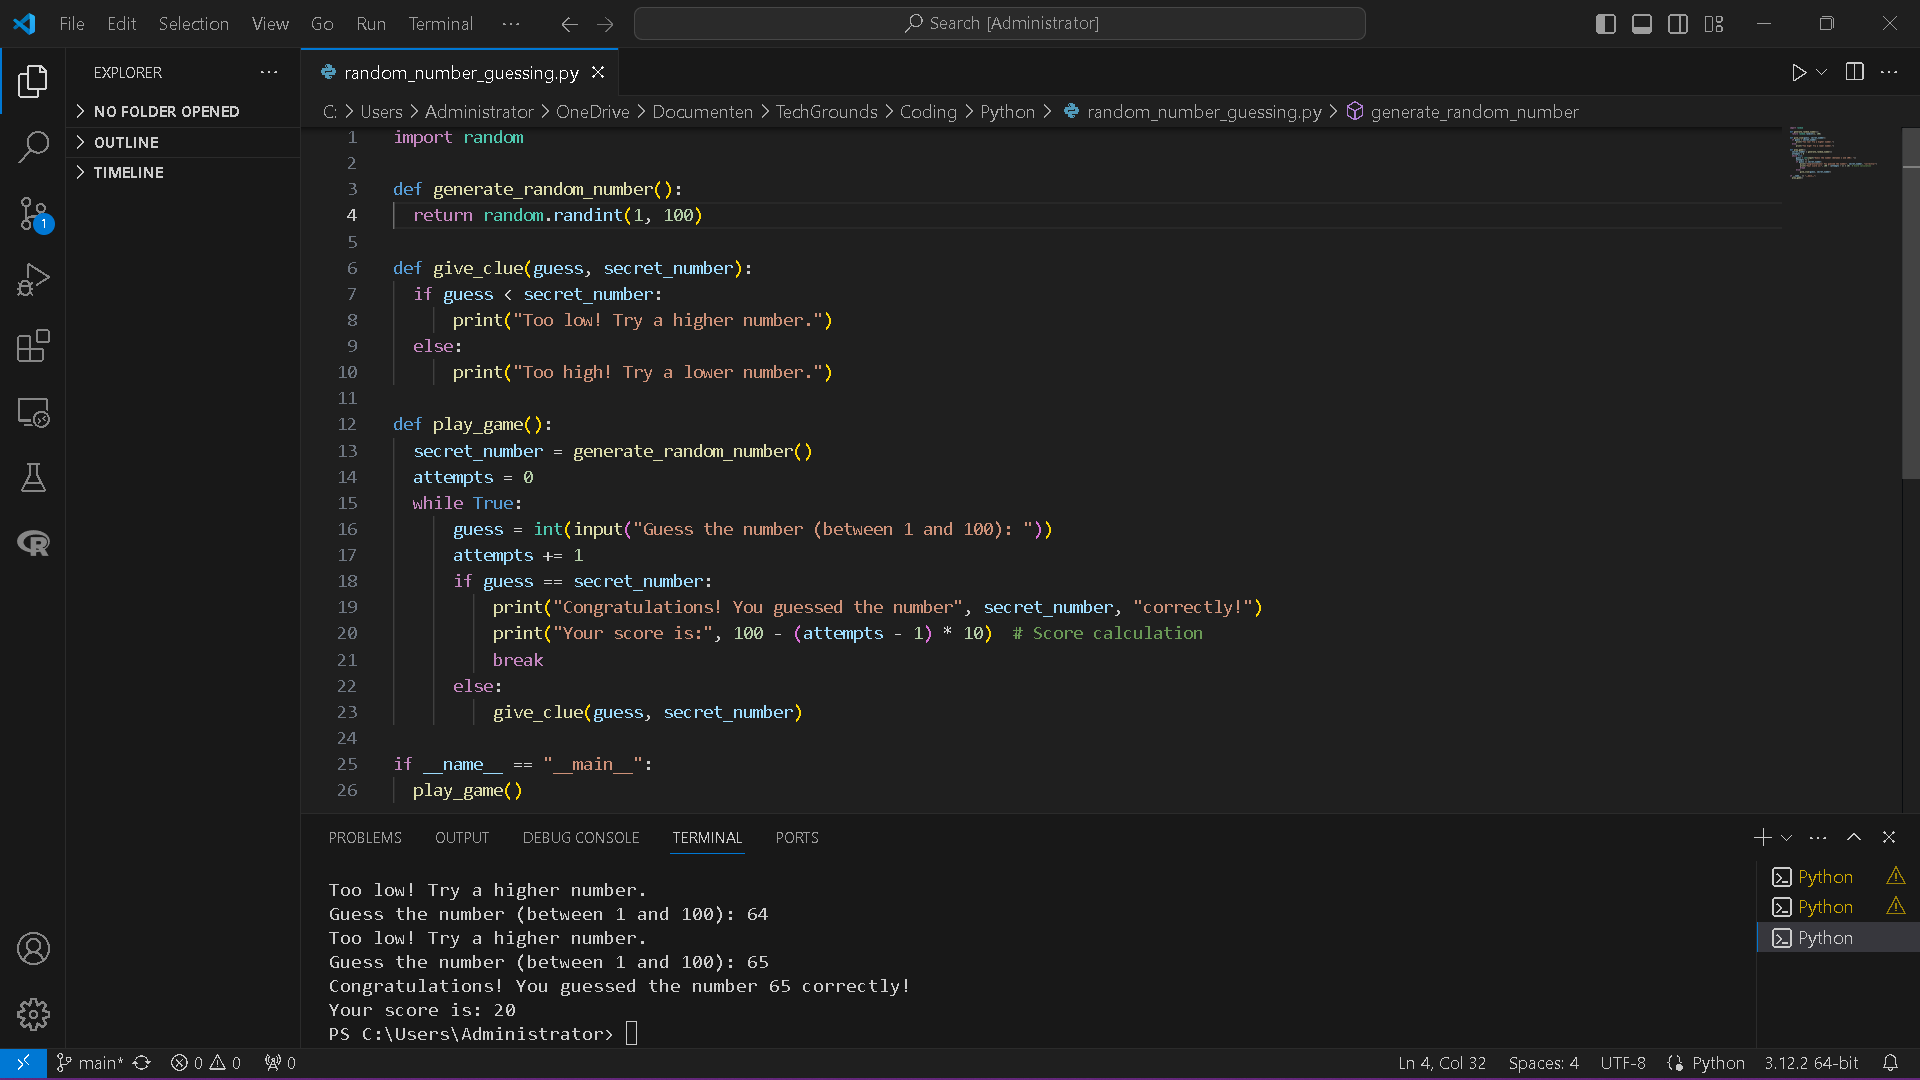 File Edit Selection View Go Run Terminal ··· Search [Administrator]
EXPLORER ···
NO FOLDER OPENED
OUTLINE
TIMELINE
1
random_number_guessing.py
C: > Users > Administrator > OneDrive > Documenten > TechGrounds > Coding > Python > random_number_guessing.py > generate_random_number
1 import random
2
3 def generate_random_number():
4 return random.randint(1, 100)
5
6 def give_clue(guess, secret_number):
7 if guess < secret_number:
8 print("Too low! Try a higher number.")
9 else:
10 print("Too high! Try a lower number.")
11
12 def play_game():
13 secret_number = generate_random_number()
14 attempts = 0
15 while True:
16 guess = int(input("Guess the number (between 1 and 100): "))
17 attempts += 1
18 if guess == secret_number:
19 print("Congratulations! You guessed the number", secret_number, "correctly!")
20 print("Your score is:", 100 - (attempts - 1) * 10) # Score calculation
21 break
22 else:
23 give_clue(guess, secret_number)
24
25 if __name__ == "__main__":
26 play_game()
PROBLEMS OUTPUT DEBUG CONSOLE TERMINAL PORTS
Too low! Try a higher number.
Guess the number (between 1 and 100): 64
Too low! Try a higher number.
Guess the number (between 1 and 100): 65
Congratulations! You guessed the number 65 correctly!
Your score is: 20
PS C:\Users\Administrator>
Python
Python
Python
main* 0 0 0 Ln 4, Col 32 Spaces: 4 UTF-8 Python 3.12.2 64-bit